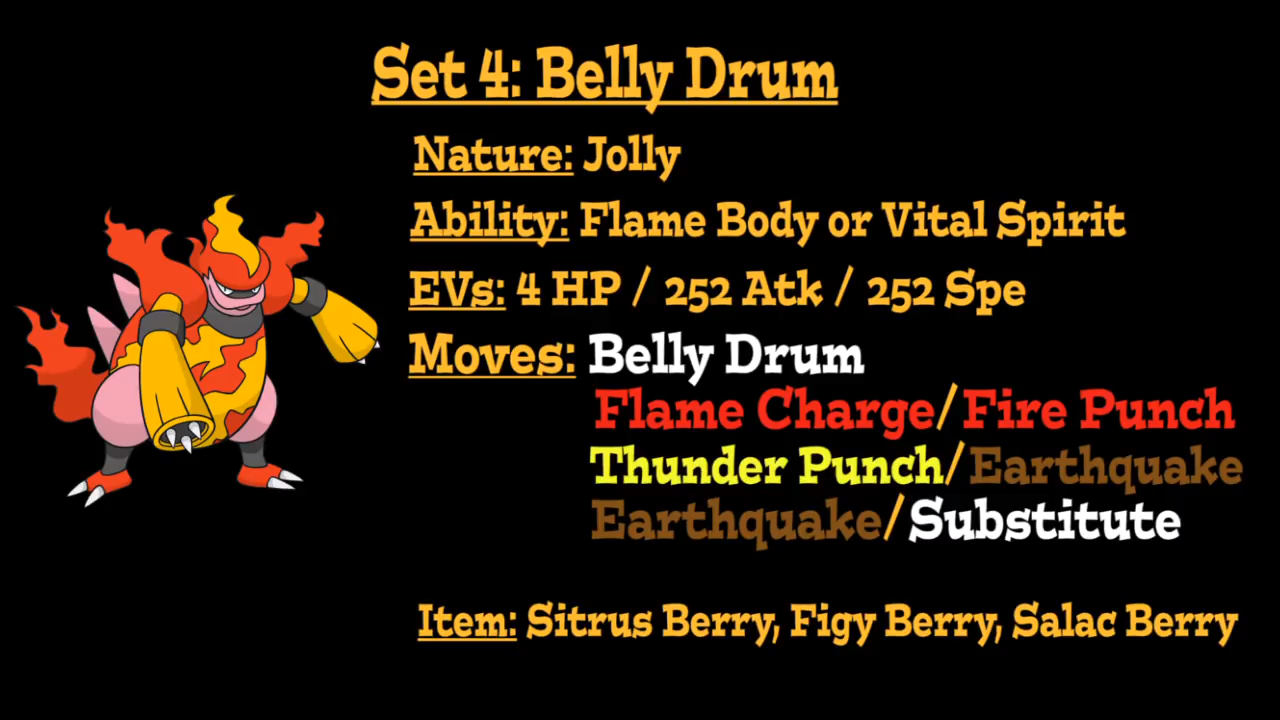 Set 4: Belly Drum
Nature: Jolly
Ability: Flame Body or Vital Spirit
EVs: 4 HP / 252 Atk / 252 Spe
Moves: Belly Drum
Flame Charge/Fire Punch
Thunder Punch/Earthquake
Earthquake/Substitute
Item: Sitrus Berry, Figy Berry, Salac Berry